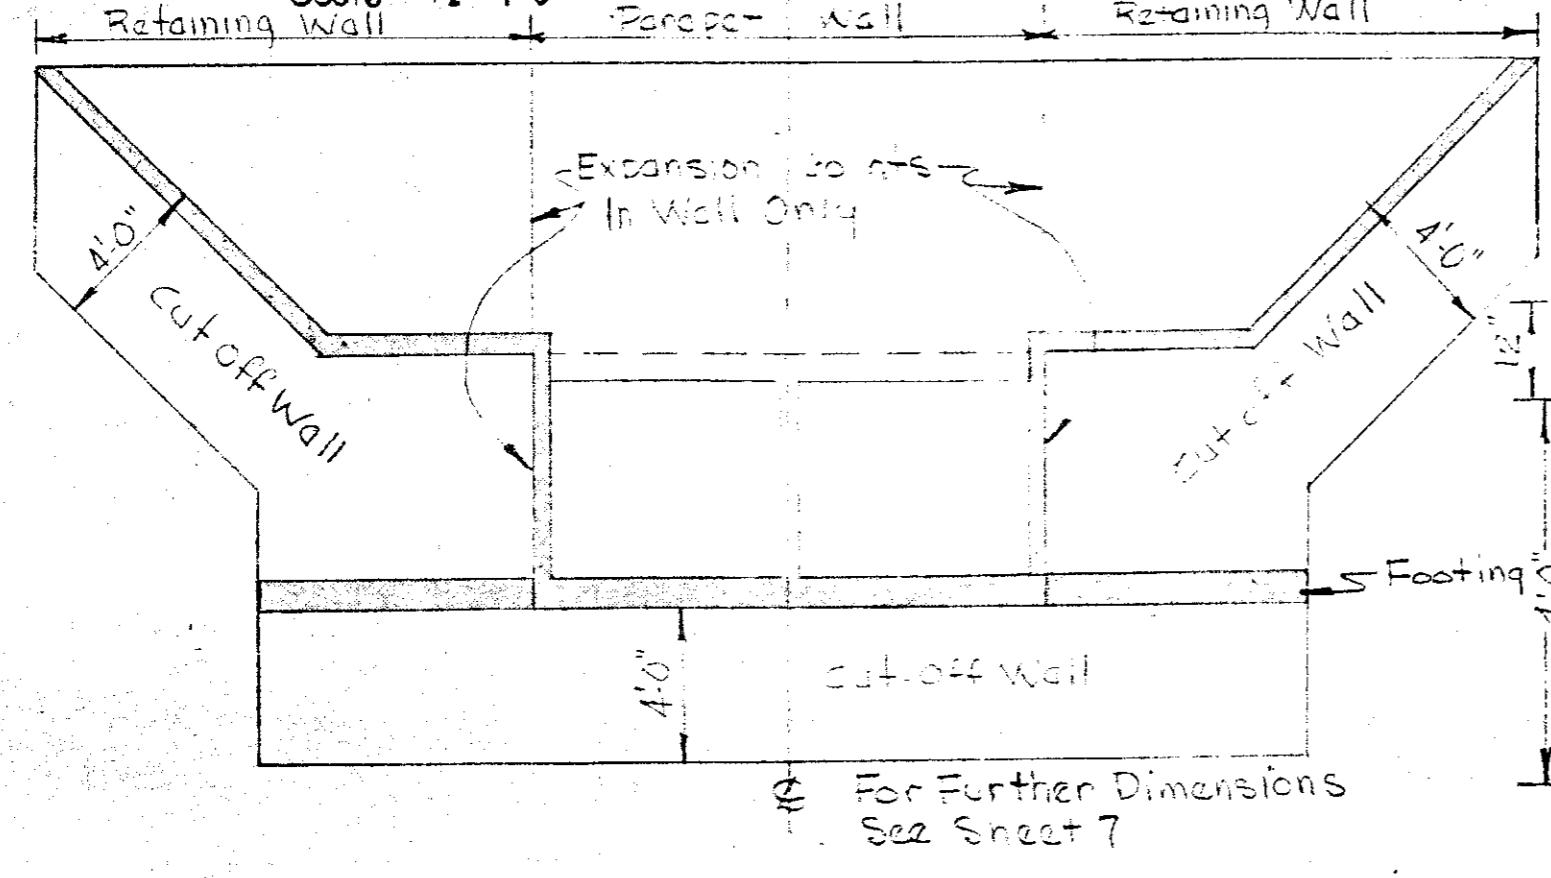 Retaining Wall
Parapet Wall
Retaining Wall
Expansion Joints
In Wall Only
4'-0"
4'-0"
Cut off Wall
Cut off Wall
12"
Footing
4'-0"
Cut-Off Wall
℄ For Further Dimensions
See Sheet 7